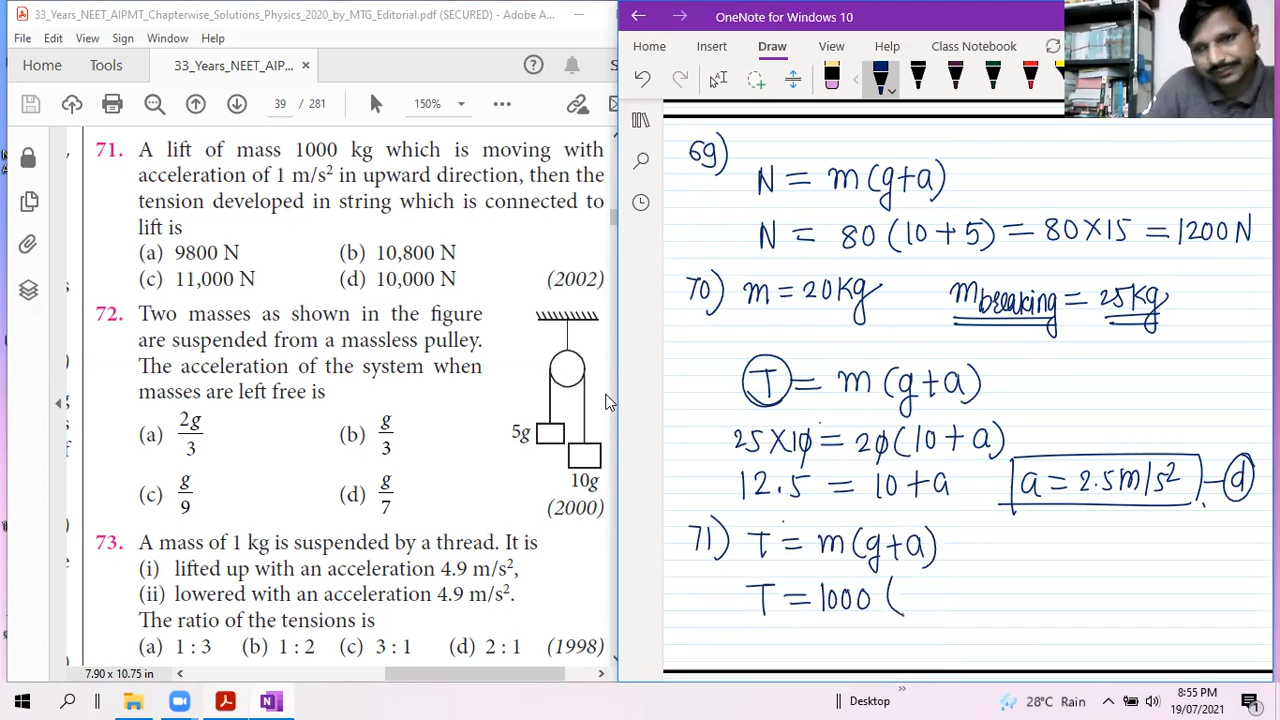 33_Years_NEET_AIPMT_Chapterwise_Solutions_Physics_2020_by_MTG_Editorial.pdf (SECURED) - Adobe A...
File Edit View Sign Window Help
Home Tools 33_Years_NEET_AIP... ×
39 / 281 150%
71. A lift of mass 1000 kg which is moving with
acceleration of 1 m/s² in upward direction, then the
tension developed in string which is connected to
lift is
(a) 9800 N (b) 10,800 N
(c) 11,000 N (d) 10,000 N (2002)
72. Two masses as shown in the figure
are suspended from a massless pulley.
The acceleration of the system when
masses are left free is
(a) 2g/3 (b) g/3
(c) g/9 (d) g/7
5g
10g
(2000)
73. A mass of 1 kg is suspended by a thread. It is
(i) lifted up with an acceleration 4.9 m/s²,
(ii) lowered with an acceleration 4.9 m/s².
The ratio of the tensions is
(a) 1 : 3 (b) 1 : 2 (c) 3 : 1 (d) 2 : 1 (1998)
7.90 x 10.75 in
OneNote for Windows 10
Home Insert Draw View Help Class Notebook
69)
N = m(g+a)
N = 80 (10+5) = 80×15 = 1200N
70) m = 20Kg mbreaking = 25Kg
T = m(g+a)
25×10 = 20(10+a)
12.5 = 10+a a = 2.5m/s² - d
71) T = m(g+a)
T = 1000 (
Desktop
28°C Rain
8:55 PM
19/07/2021